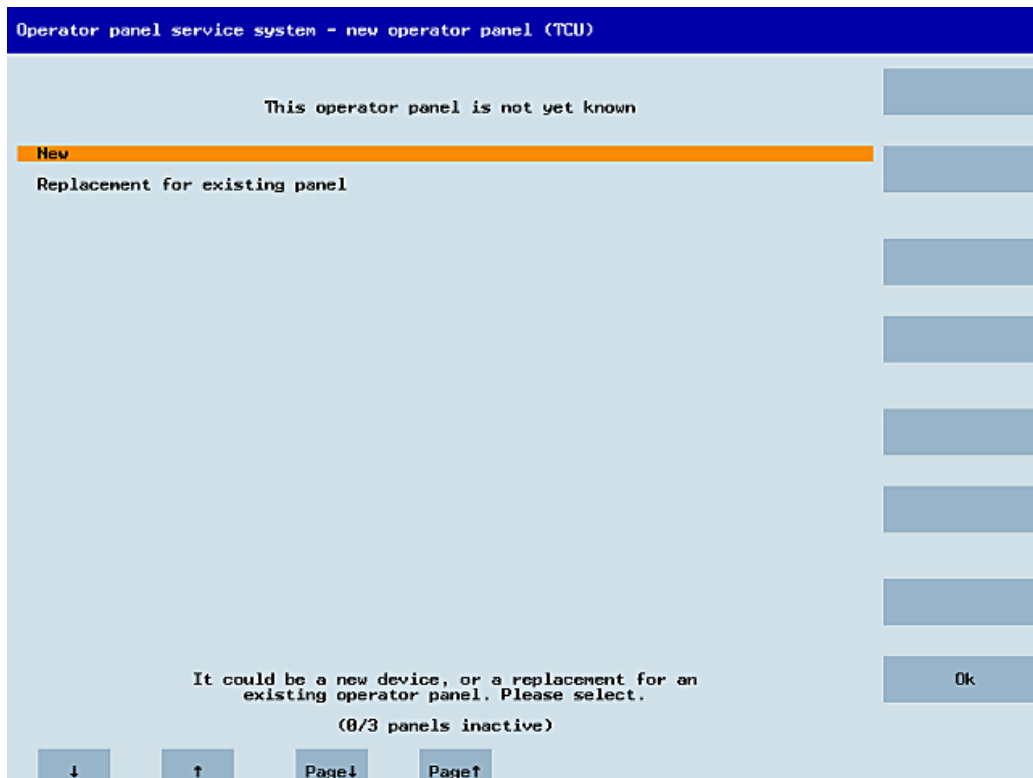 Operator panel service system - new operator panel (TCU)
This operator panel is not yet known
New
Replacement for existing panel
It could be a new device, or a replacement for an
existing operator panel. Please select.
Ok
(0/3 panels inactive)
↓ ↑ Page↓ Page↑